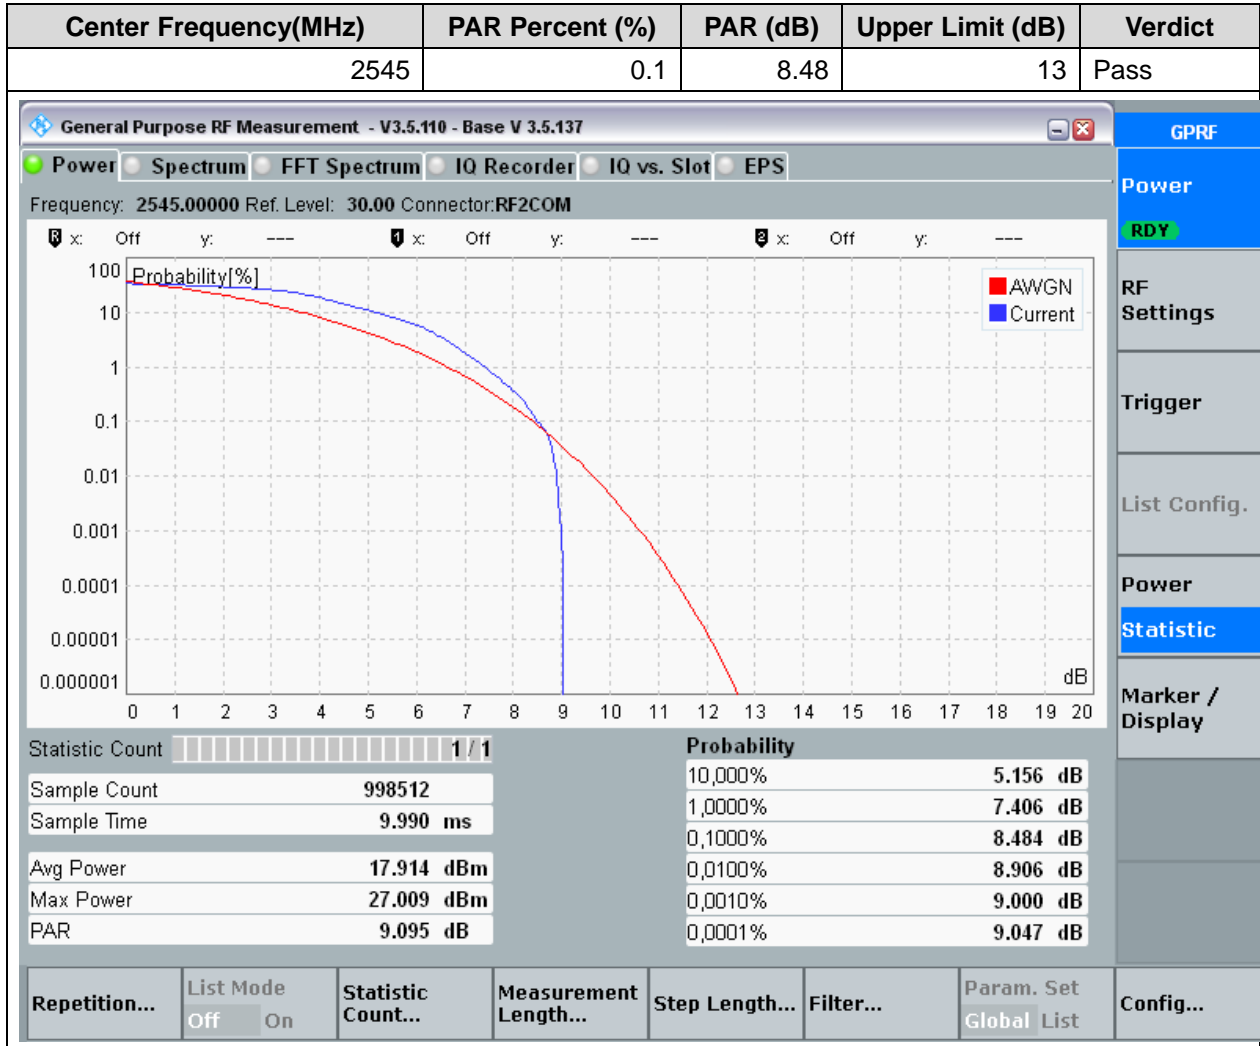 Center Frequency(MHz) PAR Percent (%) PAR (dB) Upper Limit (dB) Verdict
2545 0.1 8.48 13 Pass
General Purpose RF Measurement - V3.5.110 - Base V 3.5.137
GPRF
Power Spectrum FFT Spectrum IQ Recorder IQ vs. Slot EPS
Power
RDY
Frequency: 2545.00000 Ref. Level: 30.00 Connector:RF2COM
R x: Off y: --- 1 x: Off y: --- 2 x: Off y: ---
Probability[%]
100
10
1
0.1
0.01
0.001
0.0001
0.00001
0.000001
AWGN
Current
dB
0 1 2 3 4 5 6 7 8 9 10 11 12 13 14 15 16 17 18 19 20
RF
Settings
Trigger
List Config.
Power
Statistic
Marker /
Display
Statistic Count 1 / 1
Sample Count 998512
Sample Time 9.990 ms
Avg Power 17.914 dBm
Max Power 27.009 dBm
PAR 9.095 dB
Probability
10,000% 5.156 dB
1,0000% 7.406 dB
0,1000% 8.484 dB
0,0100% 8.906 dB
0,0010% 9.000 dB
0,0001% 9.047 dB
Repetition...
List Mode
Off On
Statistic
Count...
Measurement
Length...
Step Length...
Filter...
Param. Set
Global List
Config...